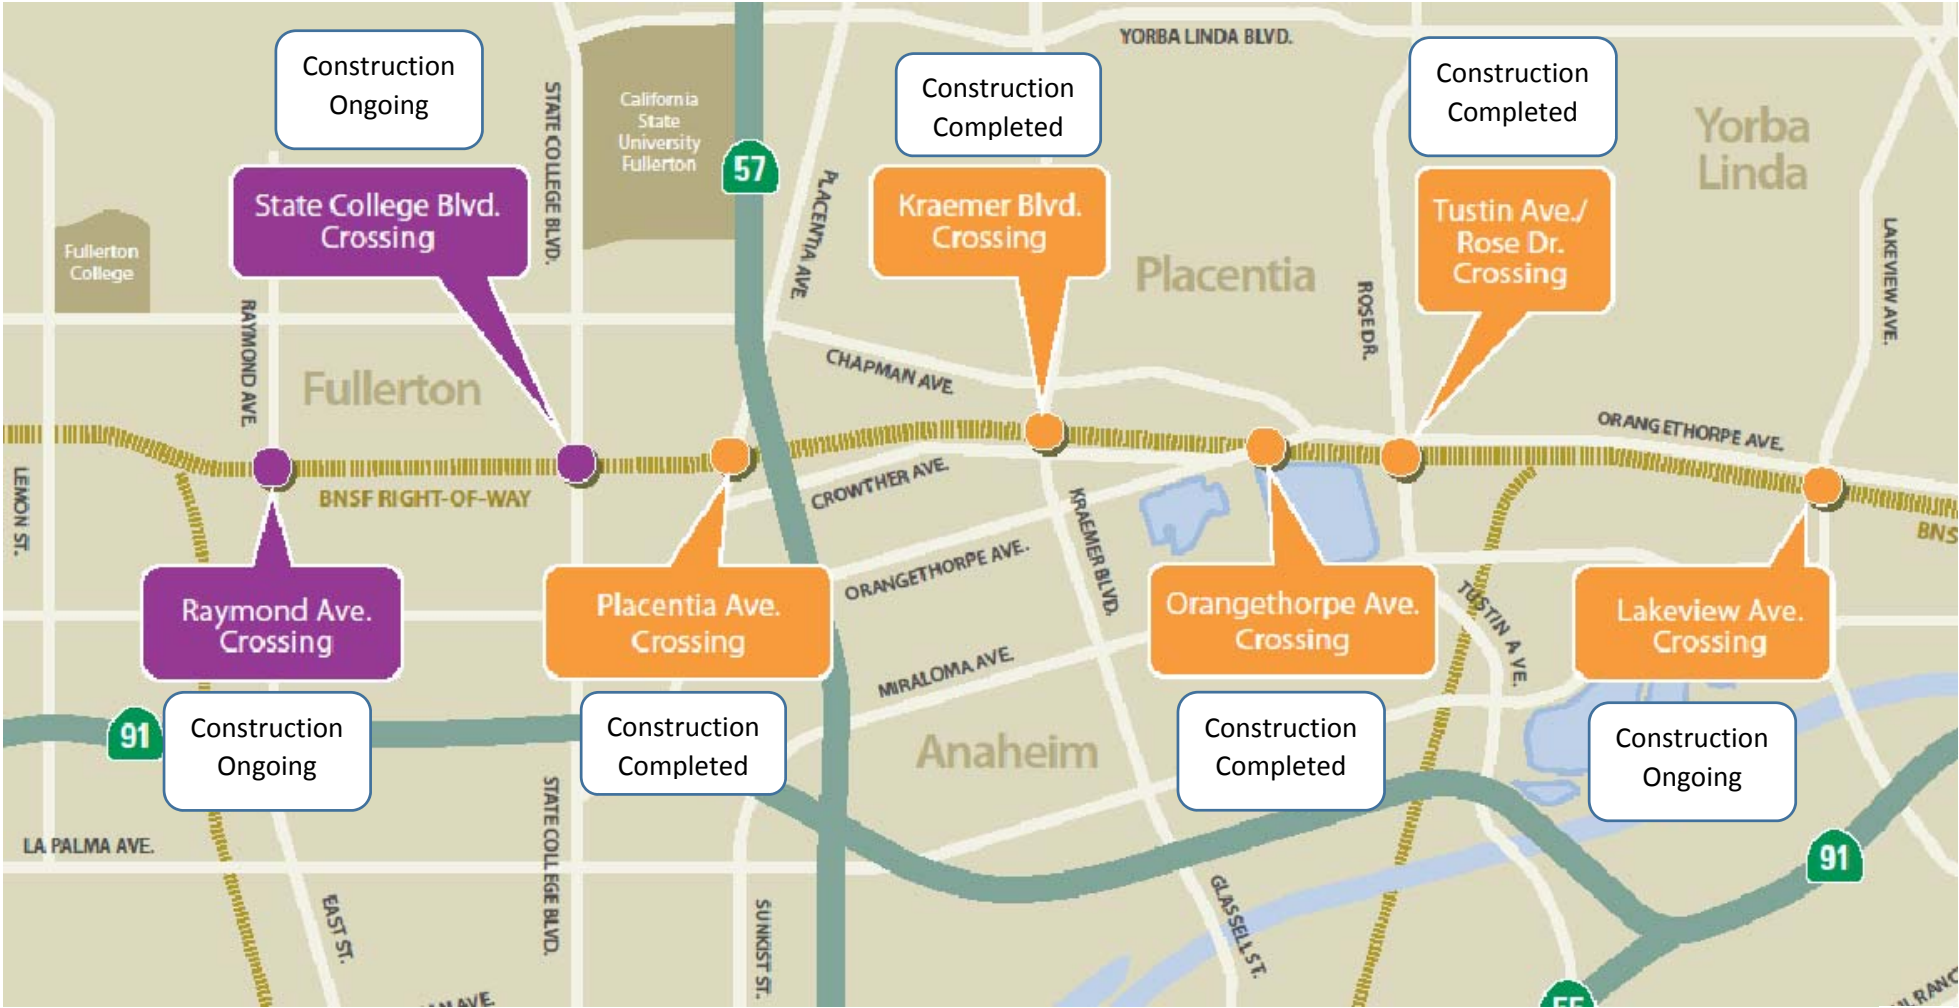 YORBA LINDA BLVD.
Construction
Ongoing
Construction
Completed
Construction
Completed
STATE COLLEGE BLVD.
California
State
University
Fullerton
57
Yorba
Linda
State College Blvd.
Crossing
PLACENTIA AVE.
Kraemer Blvd.
Crossing
Tustin Ave./
Rose Dr.
Crossing
Fullerton
College
LAKEVIEW AVE.
Placentia
RAYMOND AVE.
ROSE DR.
Fullerton
CHAPMAN AVE.
ORANGETHORPE AVE.
LEMON ST.
BNSF RIGHT-OF-WAY
CROWTHER AVE.
KRAEMER BLVD.
BNS
ORANGETHORPE AVE.
Raymond Ave.
Crossing
Placentia Ave.
Crossing
Orangethorpe Ave.
Crossing
TUSTIN AVE.
Lakeview Ave.
Crossing
MIRALOMA AVE.
91
Construction
Ongoing
Construction
Completed
Anaheim
Construction
Completed
Construction
Ongoing
LA PALMA AVE.
STATE COLLEGE BLVD.
91
EAST ST.
SUNKIST ST.
GLASSELL ST.
55